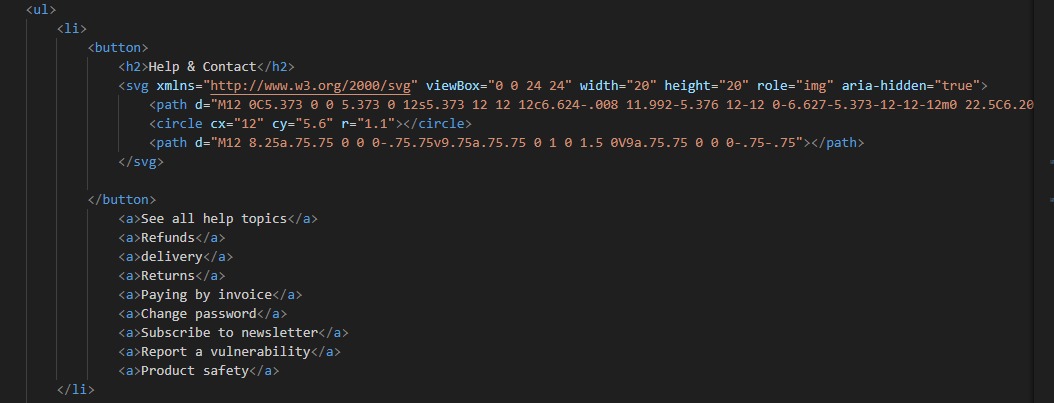 <ul>
<li>
<button>
<h2>Help & Contact</h2>
<svg xmlns="http://www.w3.org/2000/svg" viewBox="0 0 24 24" width="20" height="20" role="img" aria-hidden="true">
<path d="M12 0C5.373 0 0 5.373 0 12s5.373 12 12 12c6.624-.008 11.992-5.376 12-12 0-6.627-5.373-12-12-12m0 22.5C6.20
<circle cx="12" cy="5.6" r="1.1"></circle>
<path d="M12 8.25a.75.75 0 0 0-.75.75v9.75a.75.75 0 1 0 1.5 0V9a.75.75 0 0 0-.75-.75"></path>
</svg>
</button>
<a>See all help topics</a>
<a>Refunds</a>
<a>delivery</a>
<a>Returns</a>
<a>Paying by invoice</a>
<a>Change password</a>
<a>Subscribe to newsletter</a>
<a>Report a vulnerability</a>
<a>Product safety</a>
</li>